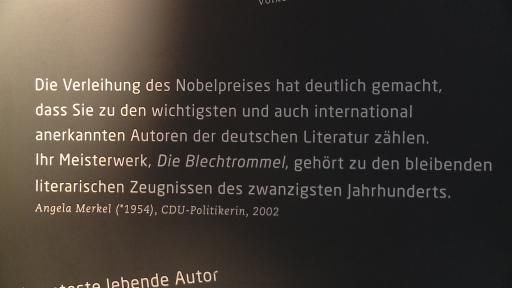 Die Verleihung des Nobelpreises hat deutlich gemacht,
dass Sie zu den wichtigsten und auch international
anerkannten Autoren der deutschen Literatur zählen.
Ihr Meisterwerk, Die Blechtrommel, gehört zu den bleibenden
literarischen Zeugnissen des zwanzigsten Jahrhunderts.
Angela Merkel (*1954), CDU-Politikerin, 2002
lebende Autor